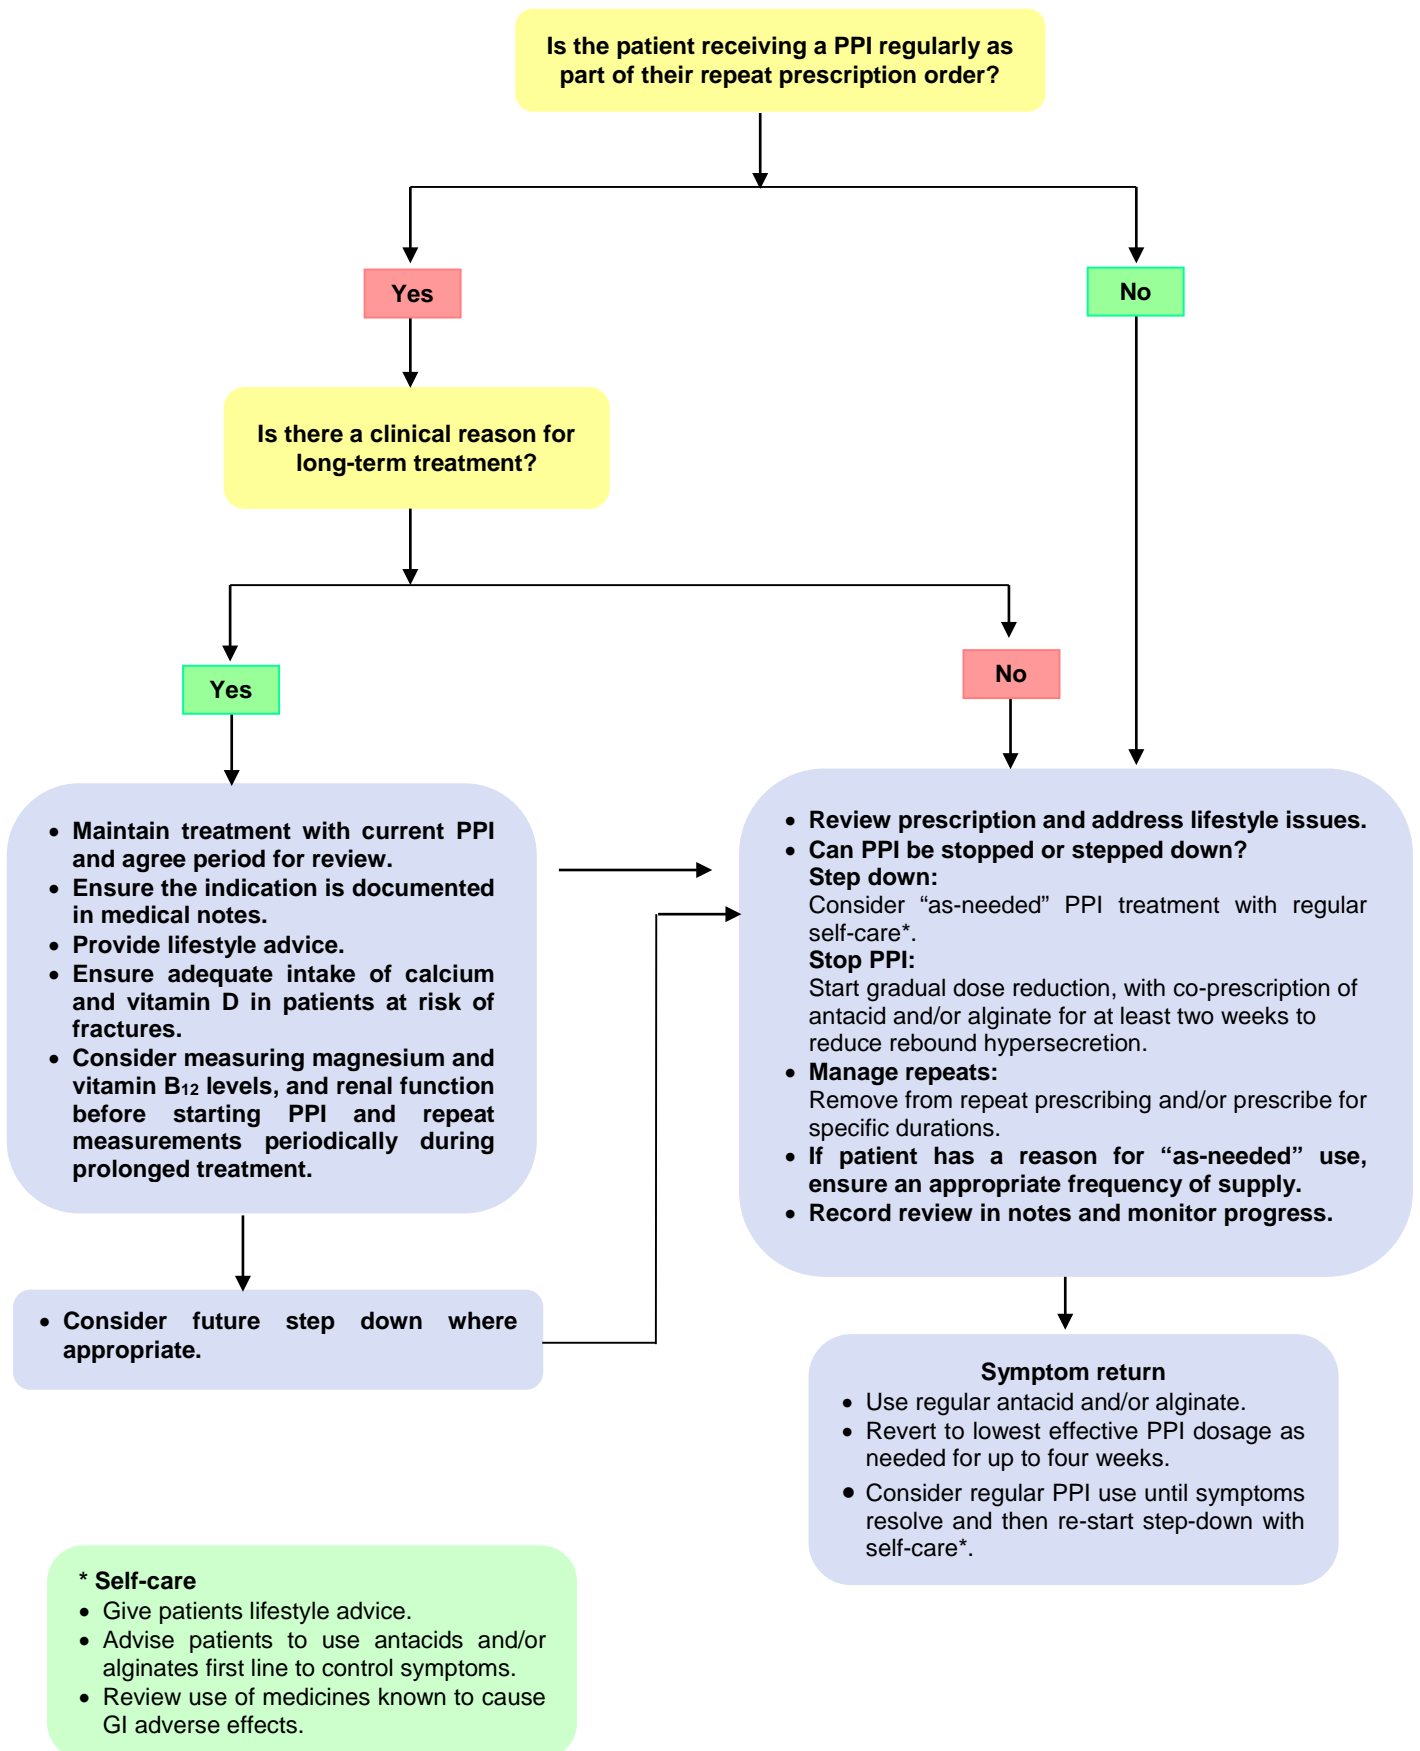 Is the patient receiving a PPI regularly as
part of their repeat prescription order?
Yes
No
Is there a clinical reason for
long-term treatment?
Yes
No
• Maintain treatment with current PPI
and agree period for review.
• Ensure the indication is documented
in medical notes.
• Provide lifestyle advice.
• Ensure adequate intake of calcium
and vitamin D in patients at risk of
fractures.
• Consider measuring magnesium and
vitamin B₁₂ levels, and renal function
before starting PPI and repeat
measurements periodically during
prolonged treatment.
• Consider future step down where
appropriate.
• Review prescription and address lifestyle issues.
• Can PPI be stopped or stepped down?
Step down:
Consider “as-needed” PPI treatment with regular
self-care*.
Stop PPI:
Start gradual dose reduction, with co-prescription of
antacid and/or alginate for at least two weeks to
reduce rebound hypersecretion.
• Manage repeats:
Remove from repeat prescribing and/or prescribe for
specific durations.
• If patient has a reason for “as-needed” use,
ensure an appropriate frequency of supply.
• Record review in notes and monitor progress.
Symptom return
• Use regular antacid and/or alginate.
• Revert to lowest effective PPI dosage as
needed for up to four weeks.
• Consider regular PPI use until symptoms
resolve and then re-start step-down with
self-care*.
* Self-care
• Give patients lifestyle advice.
• Advise patients to use antacids and/or
alginates first line to control symptoms.
• Review use of medicines known to cause
GI adverse effects.